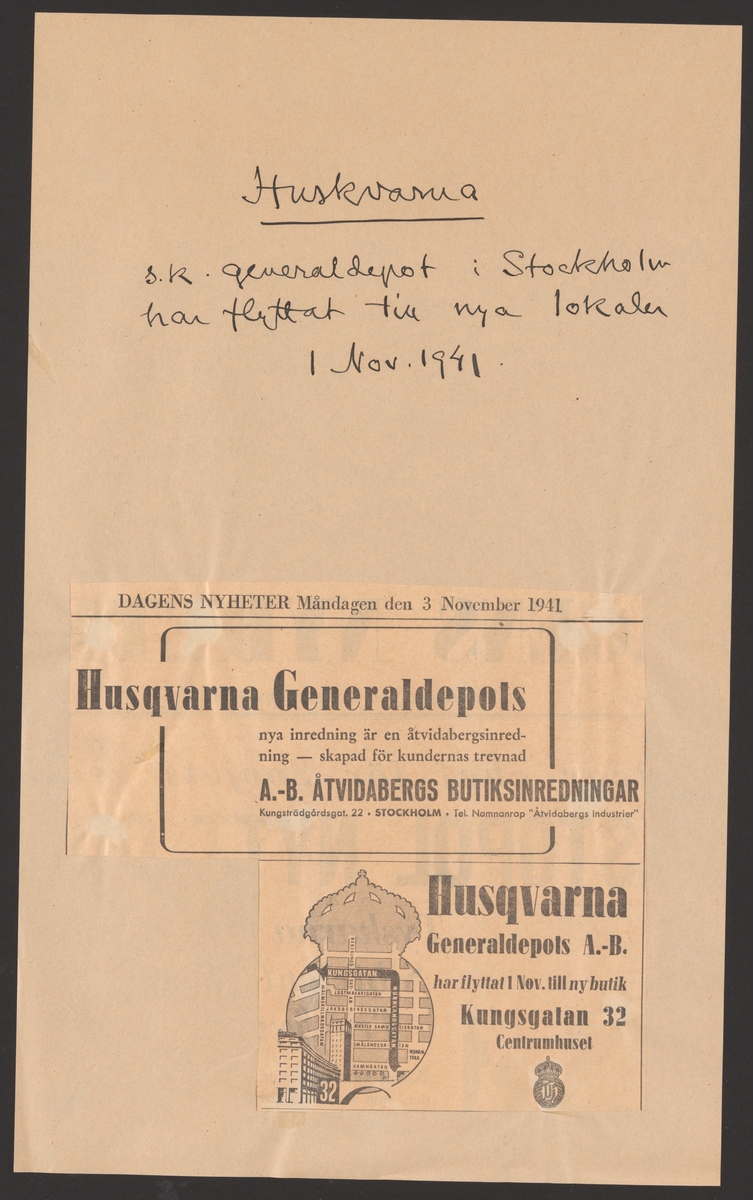 Huskvarna
s.k. generaldepot i Stockholm
har flyttat till nya lokaler
1 Nov. 1941.
DAGENS NYHETER Måndagen den 3 November 1941
Husqvarna Generaldepots
nya inredning är en åtvidabergsinred-
ning — skapad för kundernas trevnad
A.-B. ÅTVIDABERGS BUTIKSINREDNINGAR
Kungsträdgårdsgat. 22 • STOCKHOLM • Tel. Namnanrop "Åtvidabergs Industrier"
Husqvarna
Generaldepots A.-B.
har flyttat 1 Nov. till ny butik
Kungsgatan 32
Centrumhuset
KUNGSGATAN
JAKOBSBERGSGATAN
HAMNGATAN
32